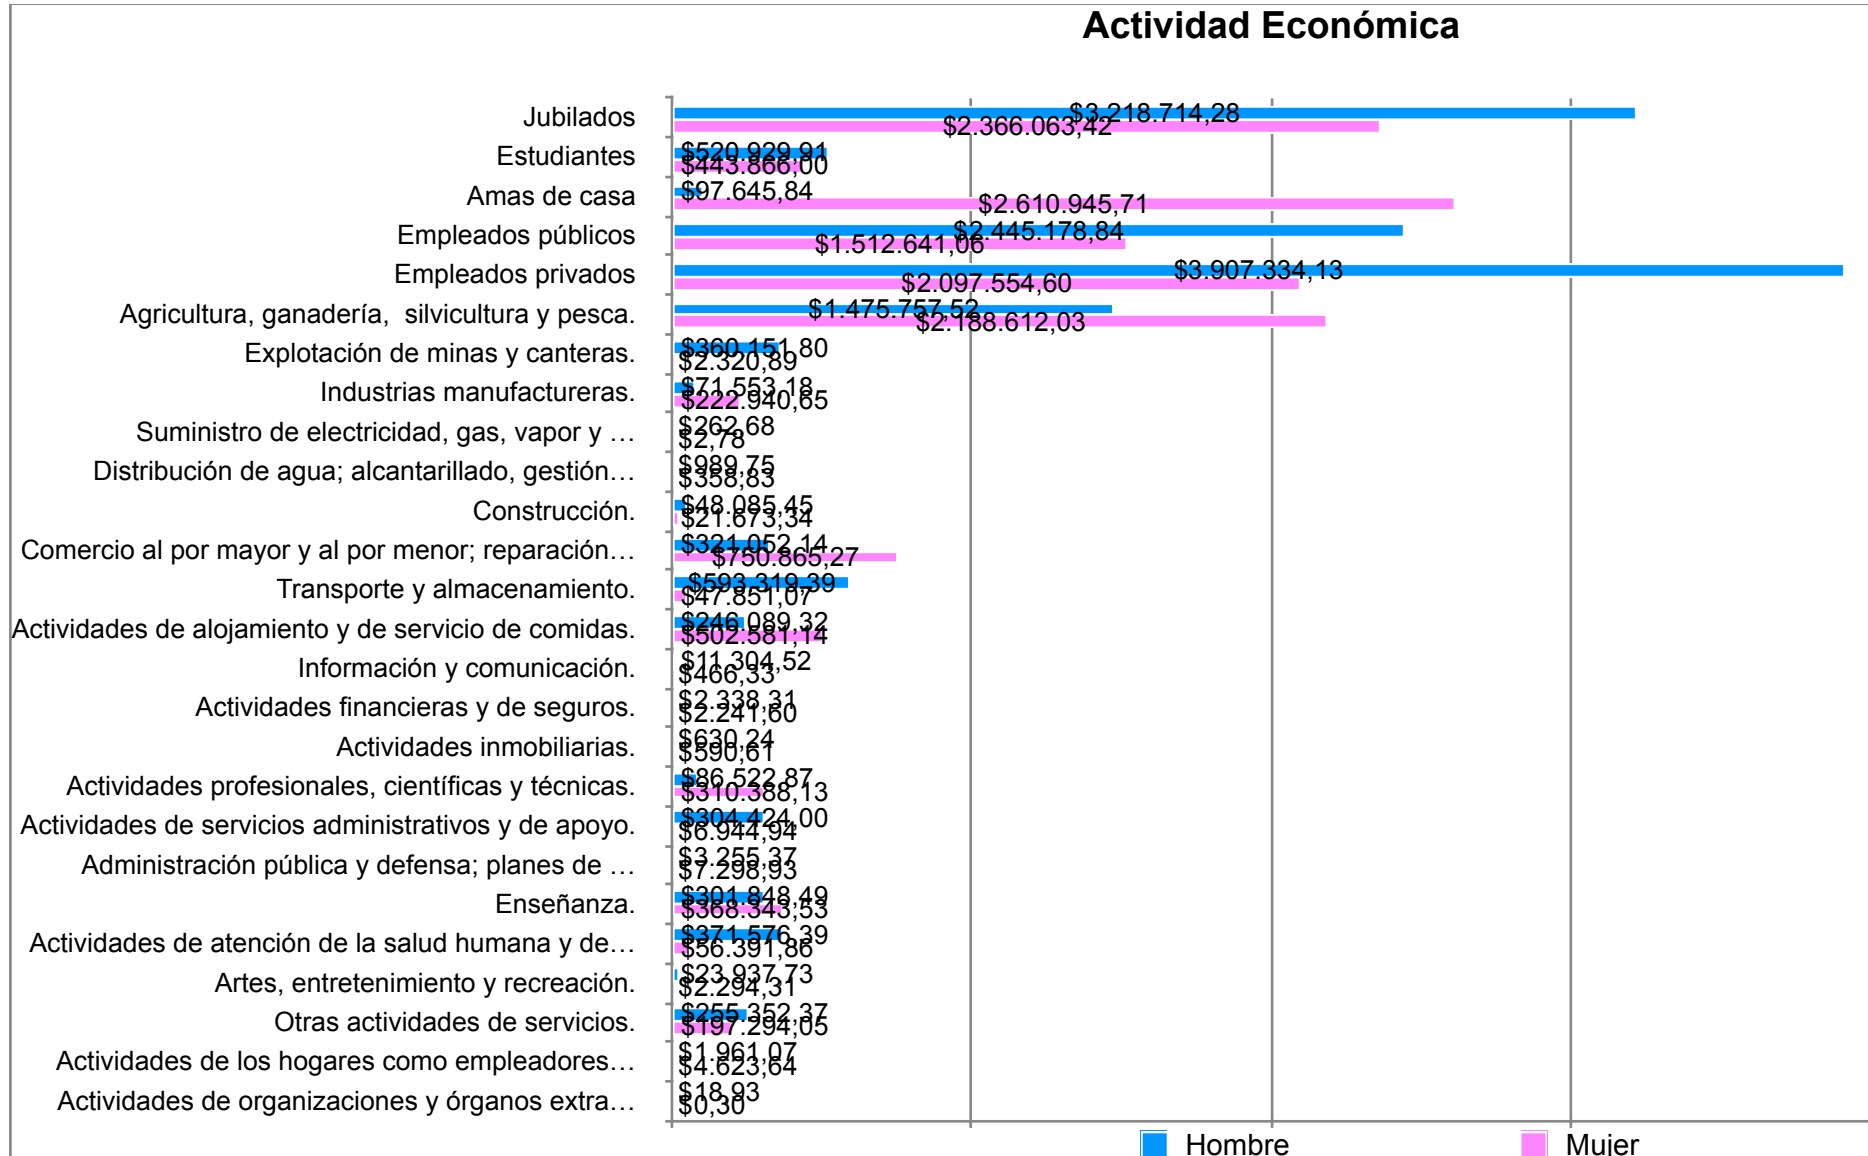 Actividad Económica
Jubilados
$3.218.714,28
$2.366.063,42
Estudiantes
$520.929,91
$443.866,00
Amas de casa
$97.645,84
$2.610.945,71
Empleados públicos
$2.445.178,84
$1.512.641,06
Empleados privados
$3.907.334,13
$2.097.554,60
Agricultura, ganadería, silvicultura y pesca.
$1.475.757,52
$2.188.612,03
Explotación de minas y canteras.
$360.151,80
$2.320,89
Industrias manufactureras.
$71.553,18
$222.940,65
Suministro de electricidad, gas, vapor y …
$262,68
$2,78
Distribución de agua; alcantarillado, gestión…
$989,75
$358,83
Construcción.
$48.085,45
$21.673,34
Comercio al por mayor y al por menor; reparación…
$321.052,14
$750.865,27
Transporte y almacenamiento.
$593.319,39
$47.851,07
Actividades de alojamiento y de servicio de comidas.
$246.089,32
$502.581,14
Información y comunicación.
$11.304,52
$466,33
Actividades financieras y de seguros.
$2.338,31
$2.241,60
Actividades inmobiliarias.
$630,24
$590,61
Actividades profesionales, científicas y técnicas.
$86.522,87
$310.388,13
Actividades de servicios administrativos y de apoyo.
$304.424,00
$6.944,94
Administración pública y defensa; planes de …
$3.255,37
$7.298,93
Enseñanza.
$301.848,49
$368.343,53
Actividades de atención de la salud humana y de…
$371.576,39
$56.391,86
Artes, entretenimiento y recreación.
$23.937,73
$2.294,31
Otras actividades de servicios.
$255.352,37
$197.294,05
Actividades de los hogares como empleadores…
$1.961,07
$4.623,64
Actividades de organizaciones y órganos extra…
$18,93
$0,30
Hombre
Mujer